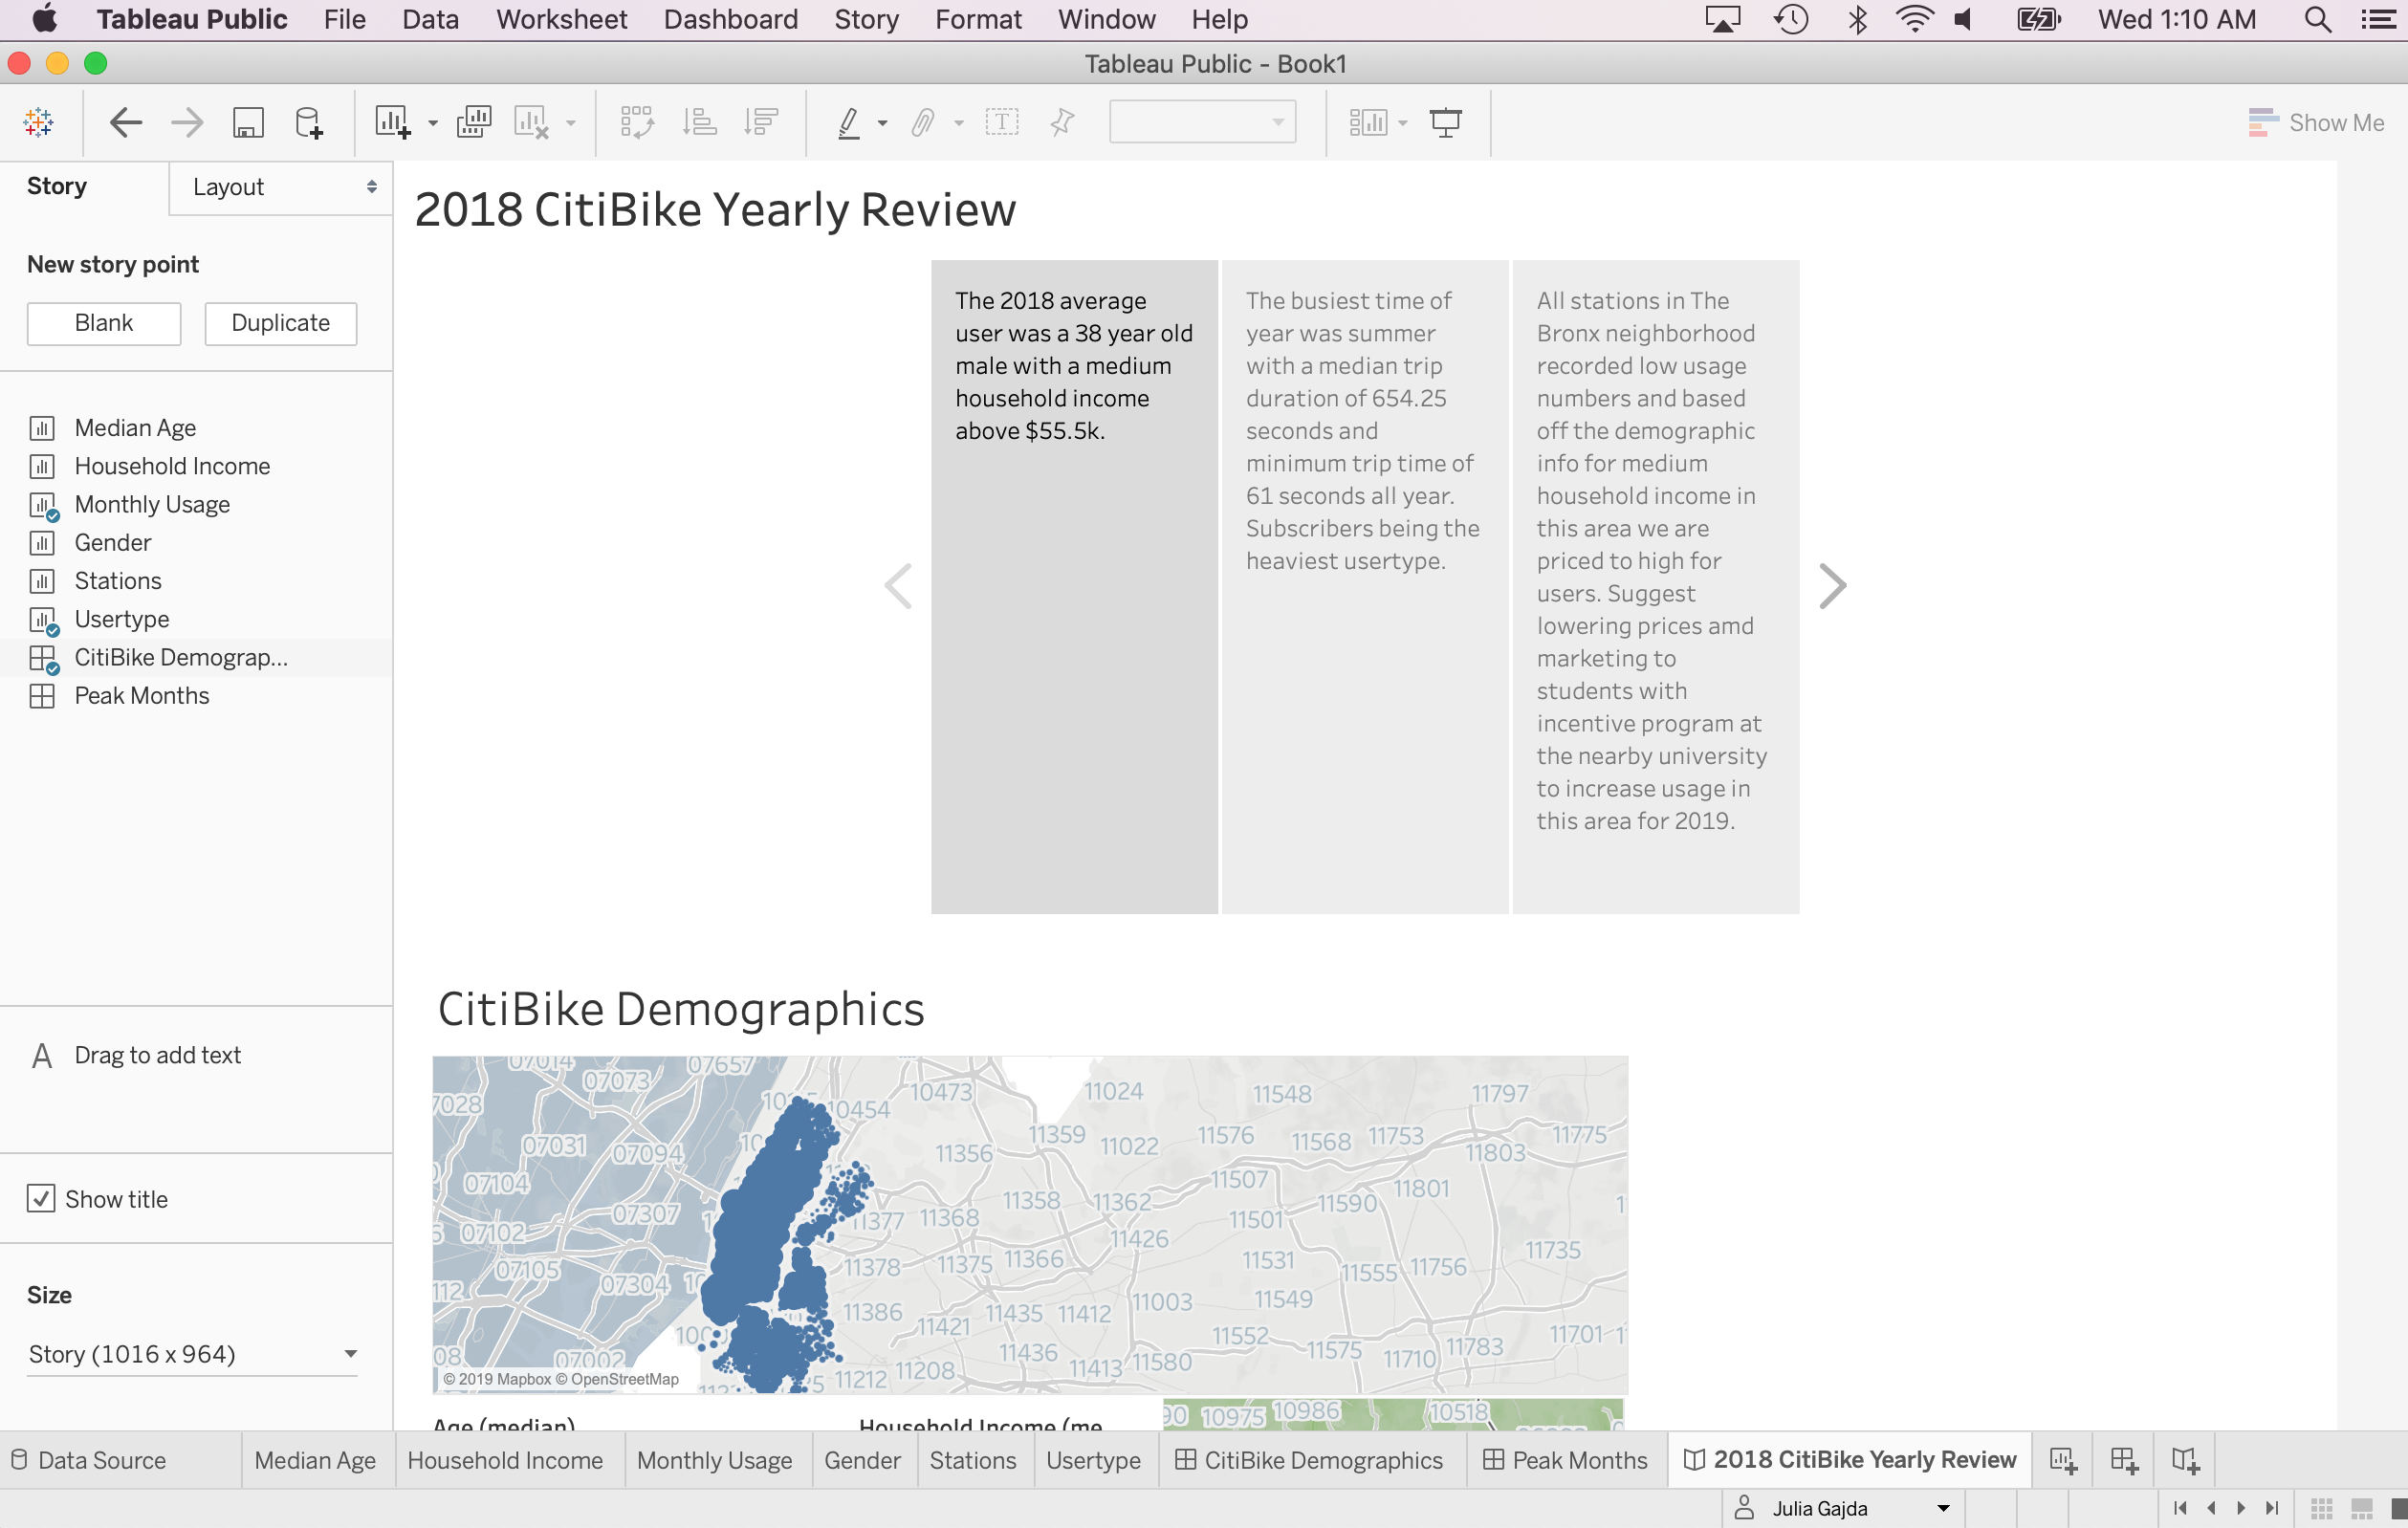 Tableau Public File Data Worksheet Dashboard Story Format Window Help Wed 1:10 AM
Tableau Public - Book1
Show Me
Story Layout
New story point
Blank Duplicate
Median Age
Household Income
Monthly Usage
Gender
Stations
Usertype
CitiBike Demograp...
Peak Months
A Drag to add text
Show title
Size
Story (1016 x 964)
2018 CitiBike Yearly Review
The 2018 average
user was a 38 year old
male with a medium
household income
above $55.5k.
The busiest time of
year was summer
with a median trip
duration of 654.25
seconds and
minimum trip time of
61 seconds all year.
Subscribers being the
heaviest usertype.
All stations in The
Bronx neighborhood
recorded low usage
numbers and based
off the demographic
info for medium
household income in
this area we are
priced to high for
users. Suggest
lowering prices amd
marketing to
students with
incentive program at
the nearby university
to increase usage in
this area for 2019.
CitiBike Demographics
07014 07657
07073 10473 11024 11548 11797
7028 10454
07031 07094 11356 11359 11022 11576 11568 11753 11803 11775
07104 11507
07307 11358 11362 11590 11801
07102 11377 11368 11501
11426 11735
07105 07304 11378 11375 11366 11531 11555 11756
112 11386 11435 11412 11003 11549
11421 11552 11575 11783 11701
08 07002 11208 11436 11413 11580 11710
11212
© 2019 Mapbox © OpenStreetMap
Age (median) Household Income (me
90 10975 10986 10518
Data Source Median Age Household Income Monthly Usage Gender Stations Usertype CitiBike Demographics Peak Months 2018 CitiBike Yearly Review
Julia Gajda